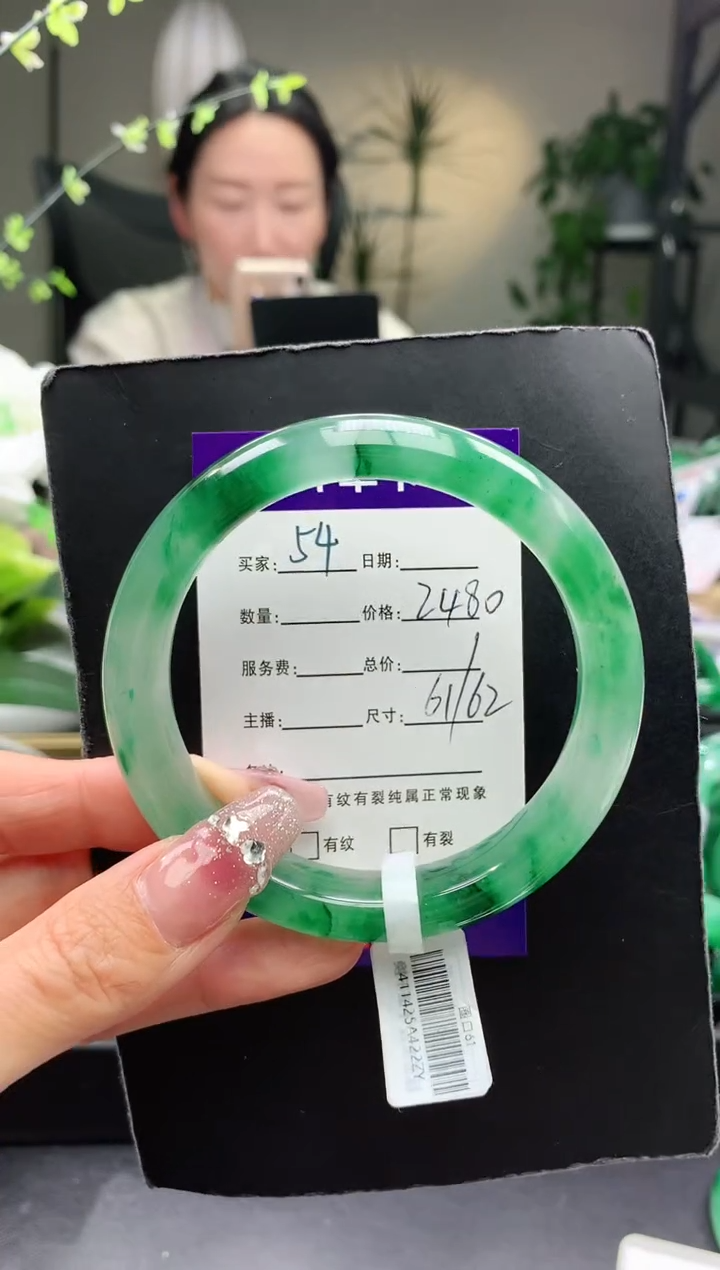 买家: 54 日期:
数量: 价格: 2480
服务费: 总价: /
主播: 尺寸: 61/62
有纹有裂纯属正常现象
□有纹 □有裂
圈口61
411425A422ZY